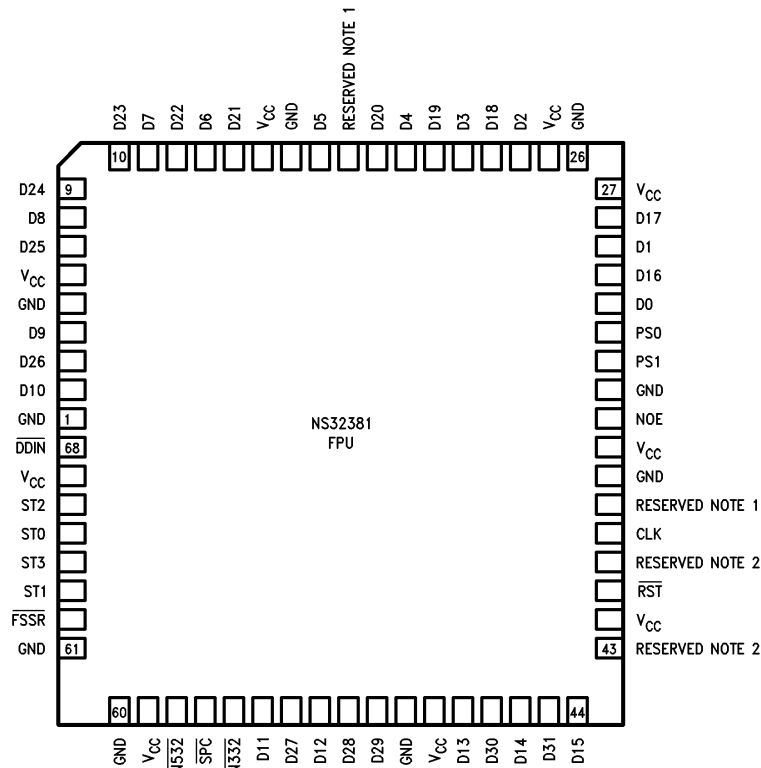 RESERVED NOTE 1
D23 D7 D22 D6 D21 VCC GND D5 D20 D4 D19 D3 D18 D2 VCC GND
10 26
D24 9 27 VCC
D8 D17
D25 D1
VCC D16
GND D0
D9 PS0
D26 PS1
D10 GND
GND 1 NOE
DDIN 68 VCC
VCC GND
ST2 RESERVED NOTE 1
ST0 CLK
ST3 RESERVED NOTE 2
ST1 RST
FSSR VCC
GND 61 43 RESERVED NOTE 2
NS32381
FPU
60 44
GND VCC N532 SPC N332 D11 D27 D12 D28 D29 GND VCC D13 D30 D14 D31 D15